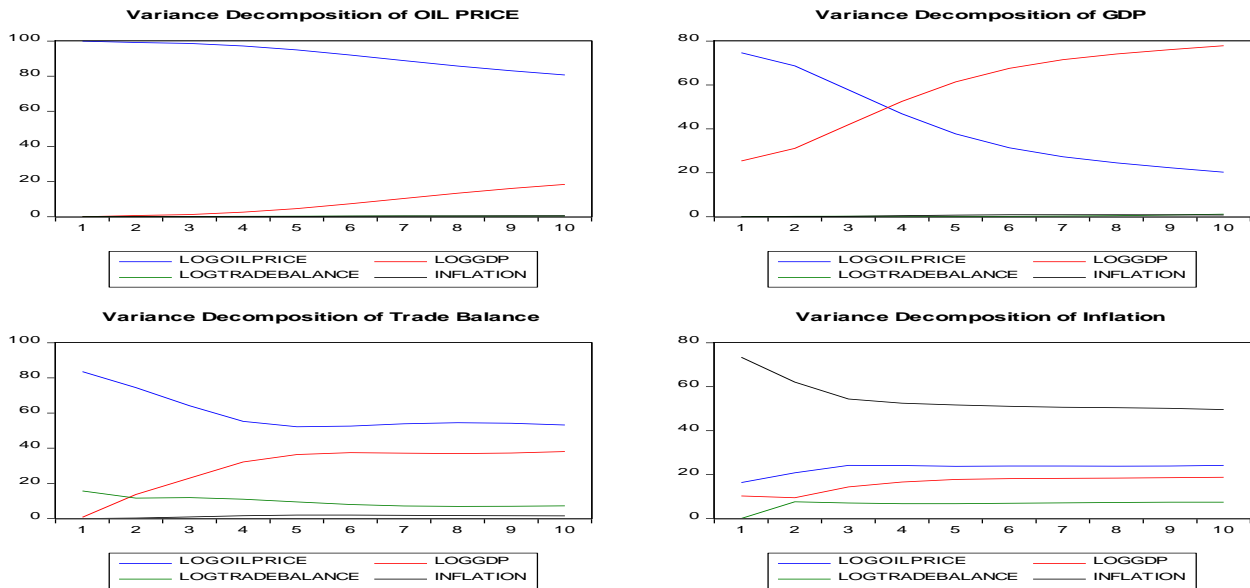 Variance Decomposition of OIL PRICE
100
80
60
40
20
0
1 2 3 4 5 6 7 8 9 10
LOGOILPRICE LOGGDP
LOGTRADEBALANCE INFLATION
Variance Decomposition of GDP
80
60
40
20
0
1 2 3 4 5 6 7 8 9 10
LOGOILPRICE LOGGDP
LOGTRADEBALANCE INFLATION
Variance Decomposition of Trade Balance
100
80
60
40
20
0
1 2 3 4 5 6 7 8 9 10
LOGOILPRICE LOGGDP
LOGTRADEBALANCE INFLATION
Variance Decomposition of Inflation
80
60
40
20
0
1 2 3 4 5 6 7 8 9 10
LOGOILPRICE LOGGDP
LOGTRADEBALANCE INFLATION